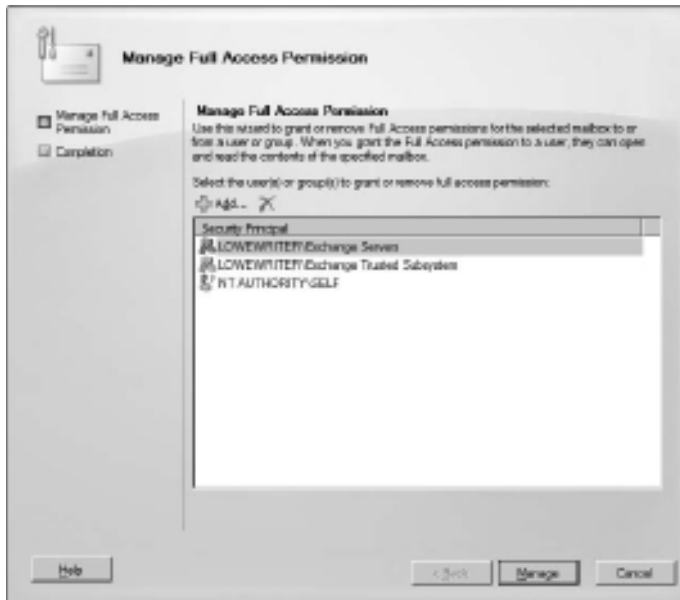 Manage Full Access Permission
Manage Full Access
Permission
Completion
Manage Full Access Permission
Use this wizard to grant or remove Full Access permissions for the selected mailbox to or
from a user or group. When you grant the Full Access permission to a user, they can open
and read the contents of the specified mailbox.
Select the user(s) or group(s) to grant or remove full access permission:
Add...
Security Principal
LOWEWRITER\Exchange Servers
LOWEWRITER\Exchange Trusted Subsystem
NT AUTHORITY\SELF
Help
< Back
Manage
Cancel